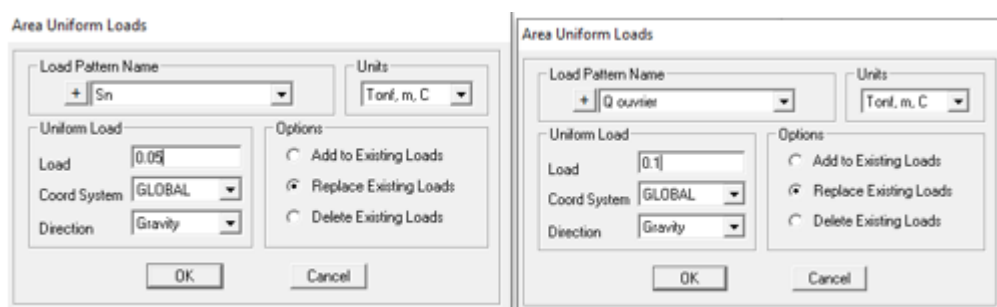 Area Uniform Loads
Load Pattern Name
+ Sn
Units
Tonf, m, C
Uniform Load
Load 0.05
Coord System GLOBAL
Direction Gravity
Options
Add to Existing Loads
Replace Existing Loads
Delete Existing Loads
OK Cancel
Area Uniform Loads
Load Pattern Name
+ Q ouvrier
Units
Tonf, m, C
Uniform Load
Load 0.1
Coord System GLOBAL
Direction Gravity
Options
Add to Existing Loads
Replace Existing Loads
Delete Existing Loads
OK Cancel